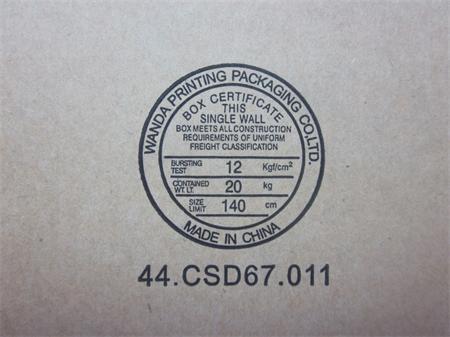 WANDA PRINTING PACKAGING CO.LTD.
BOX CERTIFICATE
THIS
SINGLE WALL
BOX MEETS ALL CONSTRUCTION
REQUIREMENTS OF UNIFORM
FREIGHT CLASSIFICATION
BURSTING TEST 12 Kgf/cm²
CONTAINED WT. LT. 20 kg
SIZE LIMIT 140 cm
MADE IN CHINA
44.CSD67.011